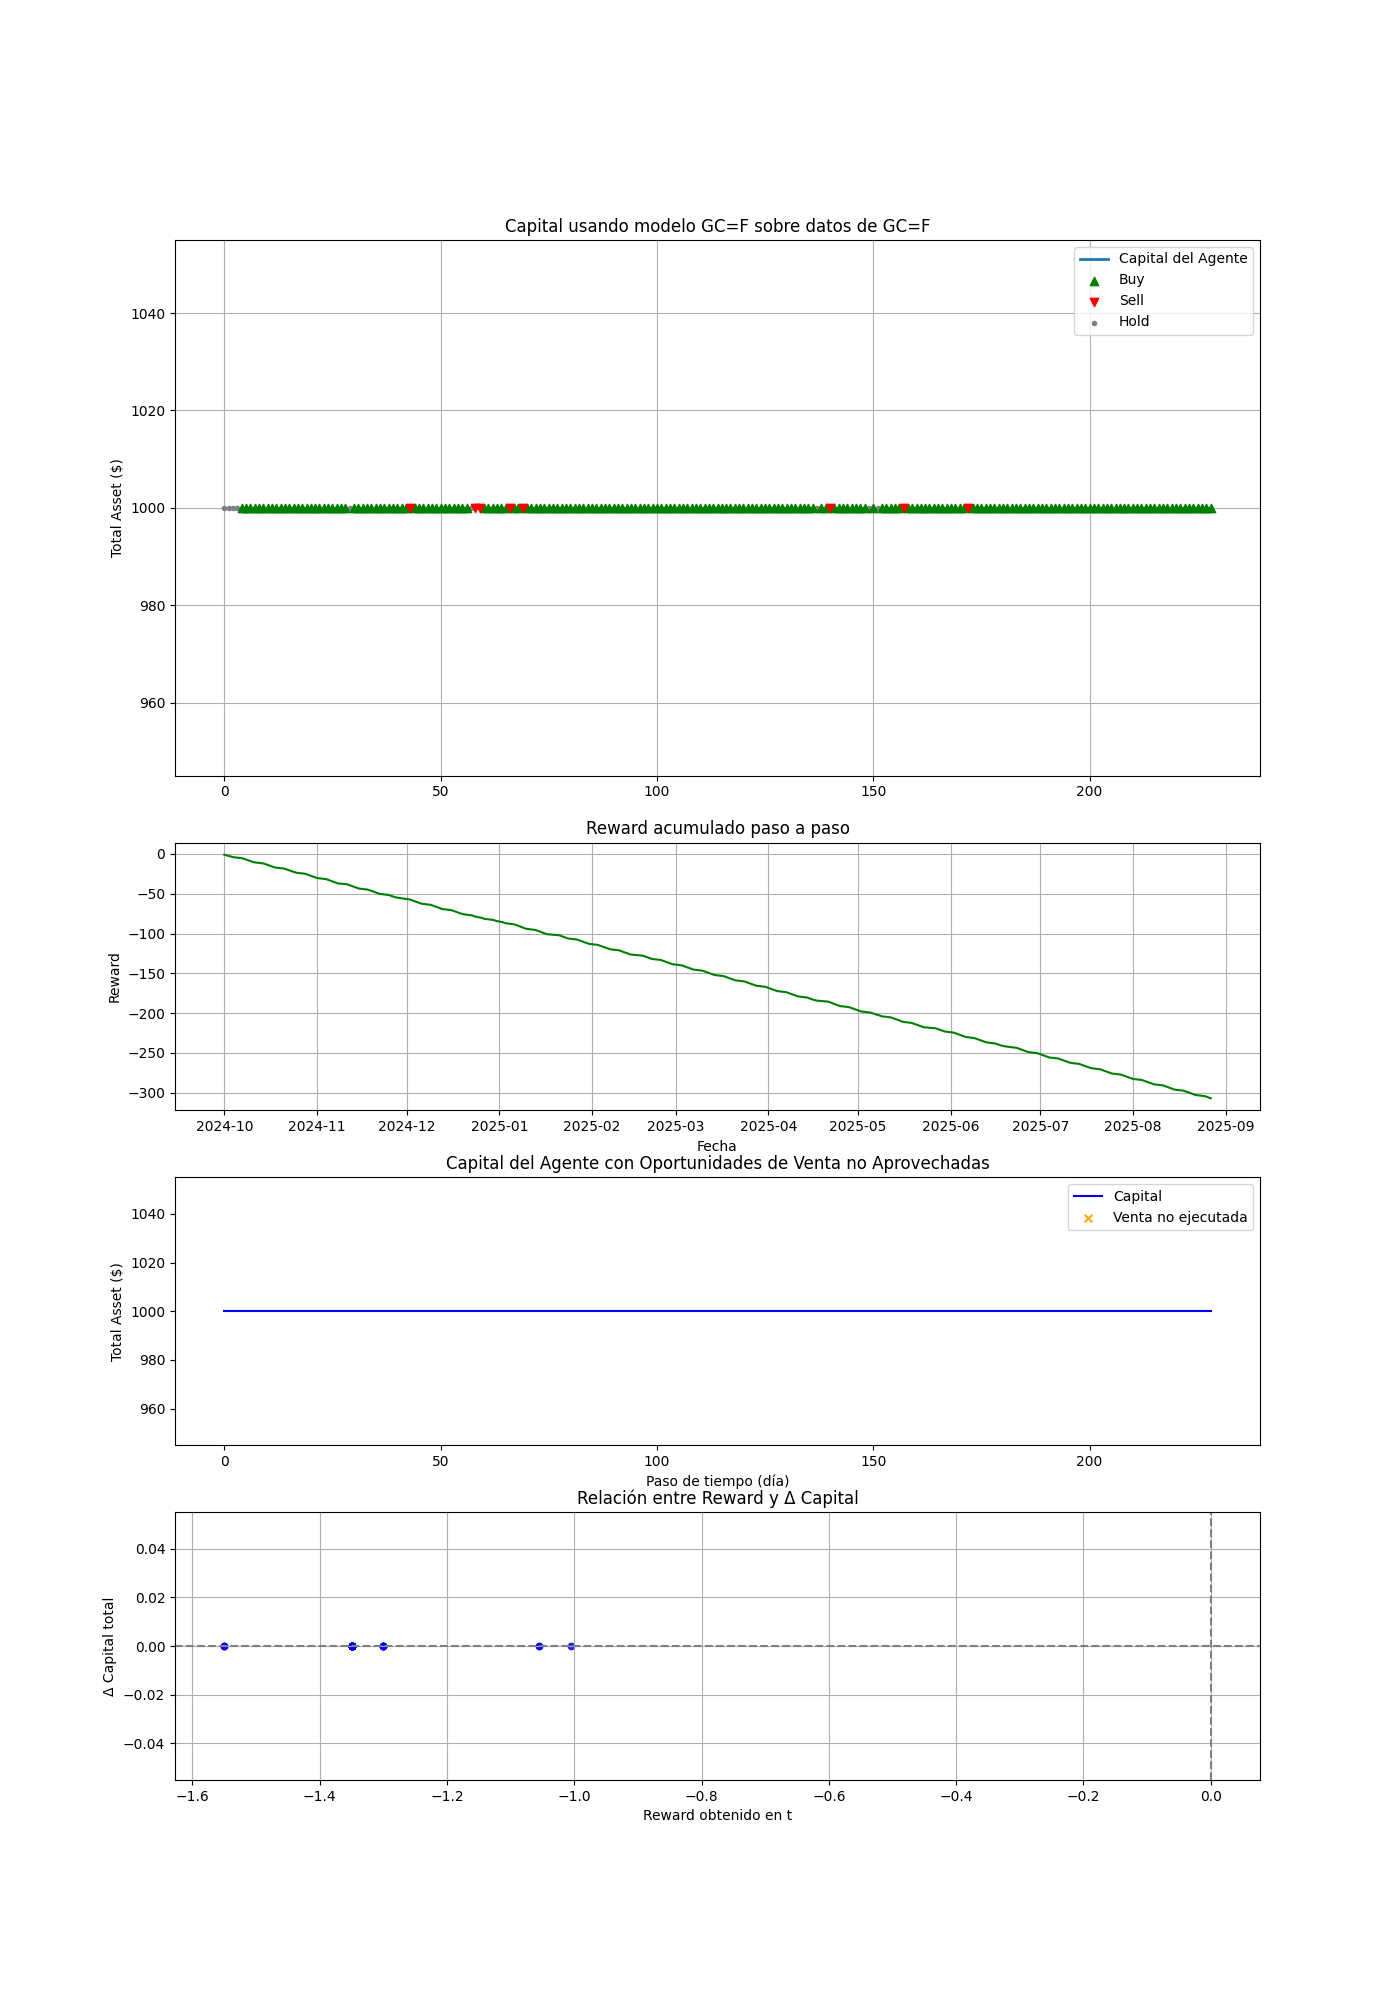 Capital usando modelo GC=F sobre datos de GC=F
Capital del Agente
Buy
Sell
Hold
Total Asset ($)
1040
1020
1000
980
960
0 50 100 150 200
Reward acumulado paso a paso
Reward
0
−50
−100
−150
−200
−250
−300
2024-10 2024-11 2024-12 2025-01 2025-02 2025-03 2025-04 2025-05 2025-06 2025-07 2025-08 2025-09
Fecha
Capital del Agente con Oportunidades de Venta no Aprovechadas
Capital
Venta no ejecutada
Total Asset ($)
1040
1020
1000
980
960
0 50 100 150 200
Paso de tiempo (día)
Relación entre Reward y Δ Capital
Δ Capital total
0.04
0.02
0.00
−0.02
−0.04
−1.6 −1.4 −1.2 −1.0 −0.8 −0.6 −0.4 −0.2 0.0
Reward obtenido en t